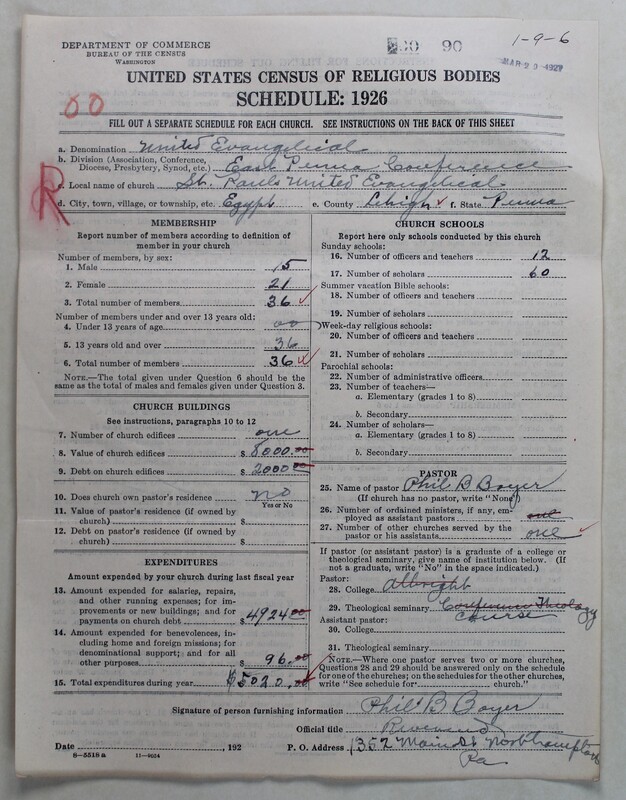 DEPARTMENT OF COMMERCE
BUREAU OF THE CENSUS
WASHINGTON
90
1-9-6
MAR 20 1927
UNITED STATES CENSUS OF RELIGIOUS BODIES
SCHEDULE: 1926
00
FILL OUT A SEPARATE SCHEDULE FOR EACH CHURCH. SEE INSTRUCTIONS ON THE BACK OF THIS SHEET
a. Denomination United Evangelical
b. Division (Association, Conference, Diocese, Presbytery, Synod, etc.) East Penna Conference
c. Local name of church St. Pauls United Evangelical
R
d. City, town, village, or township, etc. Egypt e. County Lehigh f. State Penna
MEMBERSHIP
Report number of members according to definition of
member in your church
Number of members, by sex:
1. Male 15
2. Female 21
3. Total number of members 36
Number of members under and over 13 years old:
4. Under 13 years of age 00
5. 13 years old and over 36
6. Total number of members 36
NOTE.—The total given under Question 6 should be the
same as the total of males and females given under Question 3.
CHURCH BUILDINGS
See instructions, paragraphs 10 to 12
7. Number of church edifices one
8. Value of church edifices $ 8000.00
9. Debt on church edifices $ 2000.00
10. Does church own pastor's residence no
Yes or No
11. Value of pastor's residence (if owned by
church) $
12. Debt on pastor's residence (if owned by
church) $
EXPENDITURES
Amount expended by your church during last fiscal year
13. Amount expended for salaries, repairs,
and other running expenses; for im-
provements or new buildings; and for
payments on church debt $ 4924.00
14. Amount expended for benevolences, in-
cluding home and foreign missions; for
denominational support; and for all
other purposes $ 96.00
15. Total expenditures during year $5020.00
CHURCH SCHOOLS
Report here only schools conducted by this church
Sunday schools:
16. Number of officers and teachers 12
17. Number of scholars 60
Summer vacation Bible schools:
18. Number of officers and teachers
19. Number of scholars
Week-day religious schools:
20. Number of officers and teachers
21. Number of scholars
Parochial schools:
22. Number of administrative officers
23. Number of teachers—
a. Elementary (grades 1 to 8)
b. Secondary
24. Number of scholars—
a. Elementary (grades 1 to 8)
b. Secondary
PASTOR
25. Name of pastor Phil B Boyer
(If church has no pastor, write "None")
26. Number of ordained ministers, if any, em-
ployed as assistant pastors one
27. Number of other churches served by the
pastor or his assistants one
If pastor (or assistant pastor) is a graduate of a college or
theological seminary, give name of institution below. (If
not a graduate, write "No" in the space indicated.)
Pastor:
28. College Albright
29. Theological seminary Conference Theology
Course
Assistant pastor:
30. College
31. Theological seminary
NOTE.—Where one pastor serves two or more churches,
Questions 28 and 29 should be answered only on the schedule
for one of the churches; on the schedules for the other churches,
write "See schedule for church."
Signature of person furnishing information Phil B Boyer
Official title Reverend
Date , 192 P. O. Address 1352 Main St Northampton
Pa
8—5518 a 11—8024